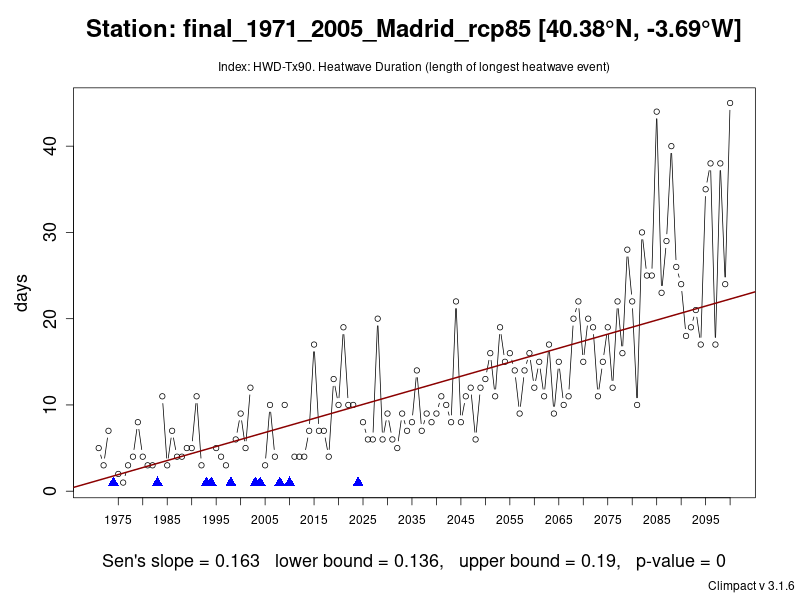 Station: final_1971_2005_Madrid_rcp85 [40.38°N, -3.69°W]
Index: HWD-Tx90. Heatwave Duration (length of longest heatwave event)
days
40
30
20
10
0
1975 1985 1995 2005 2015 2025 2035 2045 2055 2065 2075 2085 2095
Sen's slope = 0.163 lower bound = 0.136, upper bound = 0.19, p-value = 0
Climpact v 3.1.6